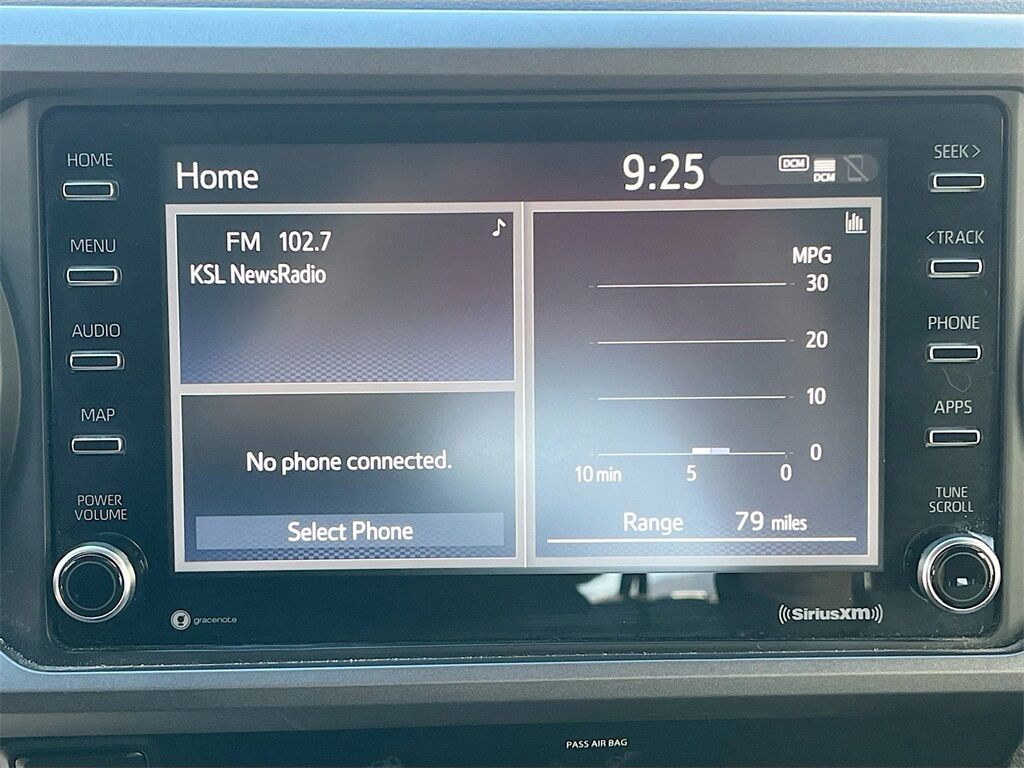 HOME
MENU
AUDIO
MAP
POWER
VOLUME
Home
9:25
DCM
DCM
FM 102.7
KSL NewsRadio
No phone connected.
Select Phone
MPG
30
20
10
0
10 min 5 0
Range 79 miles
SEEK>
<TRACK
PHONE
APPS
TUNE
SCROLL
g gracenote
((SiriusXM))
PASS AIR BAG